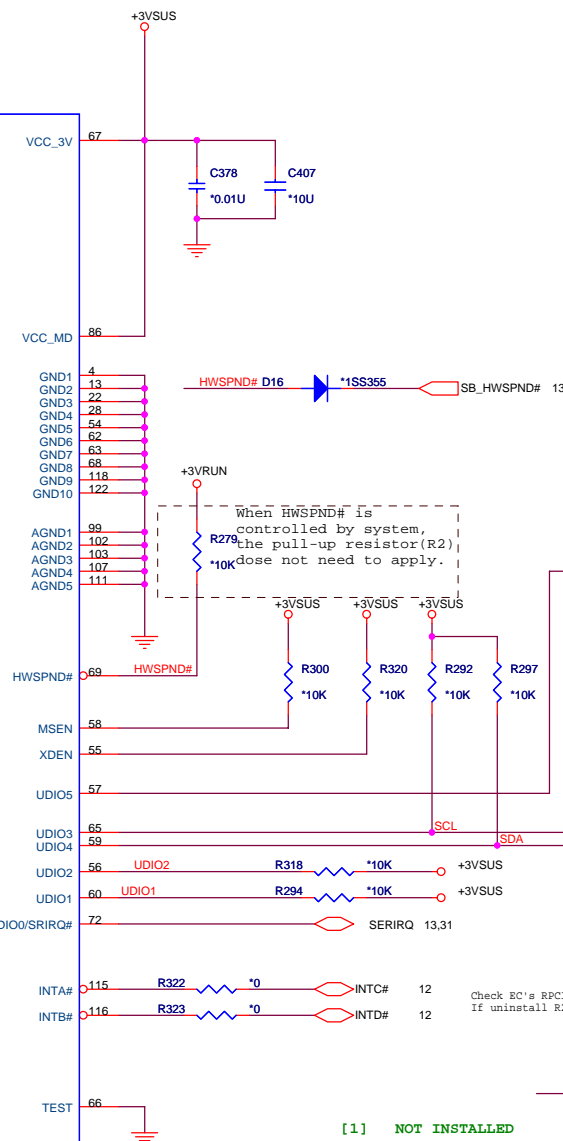 +3VSUS
VCC_3V 67
C378 C407
*0.01U *10U
VCC_MD 86
GND1 4
GND2 13
GND3 22
GND4 28
GND5 54
GND6 62
GND7 63
GND8 68
GND9 118
GND10 122
HWSPND# D16 *1SS355 SB_HWSPND# 13
+3VRUN
When HWSPND# is
controlled by system,
the pull-up resistor(R2)
dose not need to apply.
R279
*10K
AGND1 99
AGND2 102
AGND3 103
AGND4 107
AGND5 111
+3VSUS +3VSUS +3VSUS
HWSPND# 69 HWSPND#
R300 R320 R292 R297
*10K *10K *10K *10K
MSEN 58
XDEN 55
UDIO5 57
UDIO3 65 SCL
UDIO4 59 SDA
UDIO2 56 UDIO2 R318 *10K +3VSUS
UDIO1 60 UDIO1 R294 *10K +3VSUS
DIO0/SRIRQ# 72 SERIRQ 13,31
INTA# 115 R322 *0 INTC# 12
INTB# 116 R323 *0 INTD# 12
Check EC's RPC
If uninstall R
TEST 66
[1] NOT INSTALLED